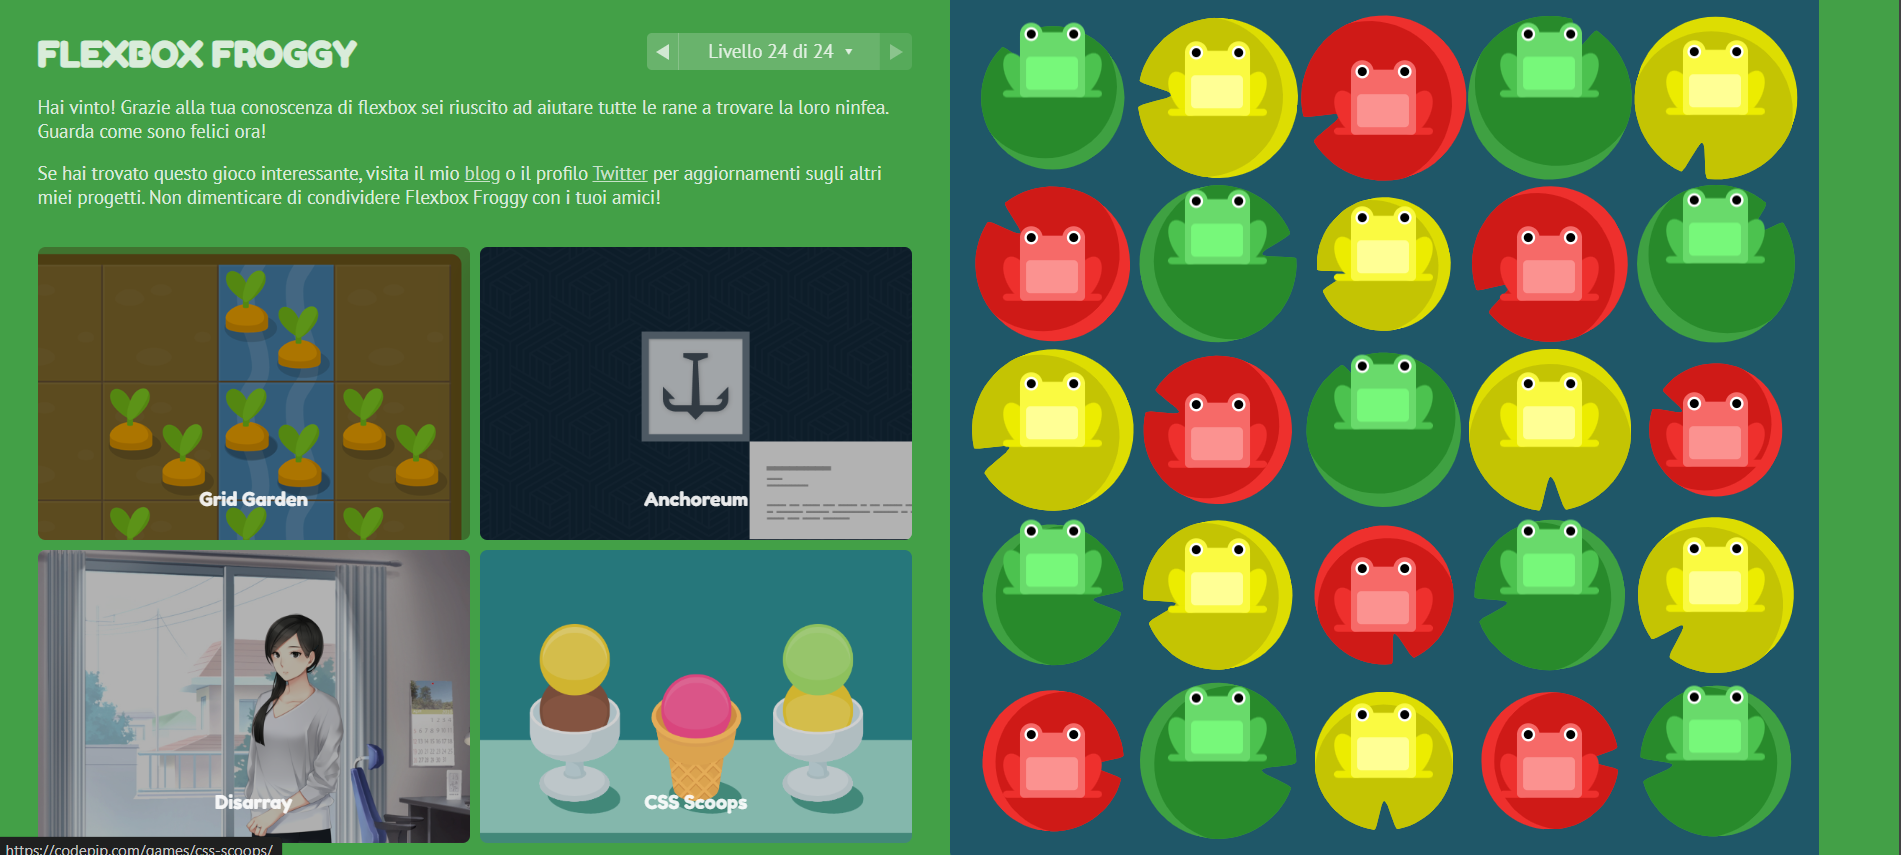 FLEXBOX FROGGY
Livello 24 di 24
Hai vinto! Grazie alla tua conoscenza di flexbox sei riuscito ad aiutare tutte le rane a trovare la loro ninfea.
Guarda come sono felici ora!
Se hai trovato questo gioco interessante, visita il mio blog o il profilo Twitter per aggiornamenti sugli altri
miei progetti. Non dimenticare di condividere Flexbox Froggy con i tuoi amici!
Grid Garden
Anchoreum
Disarray
CSS Scoops
https://codepip.com/games/css-scoops/